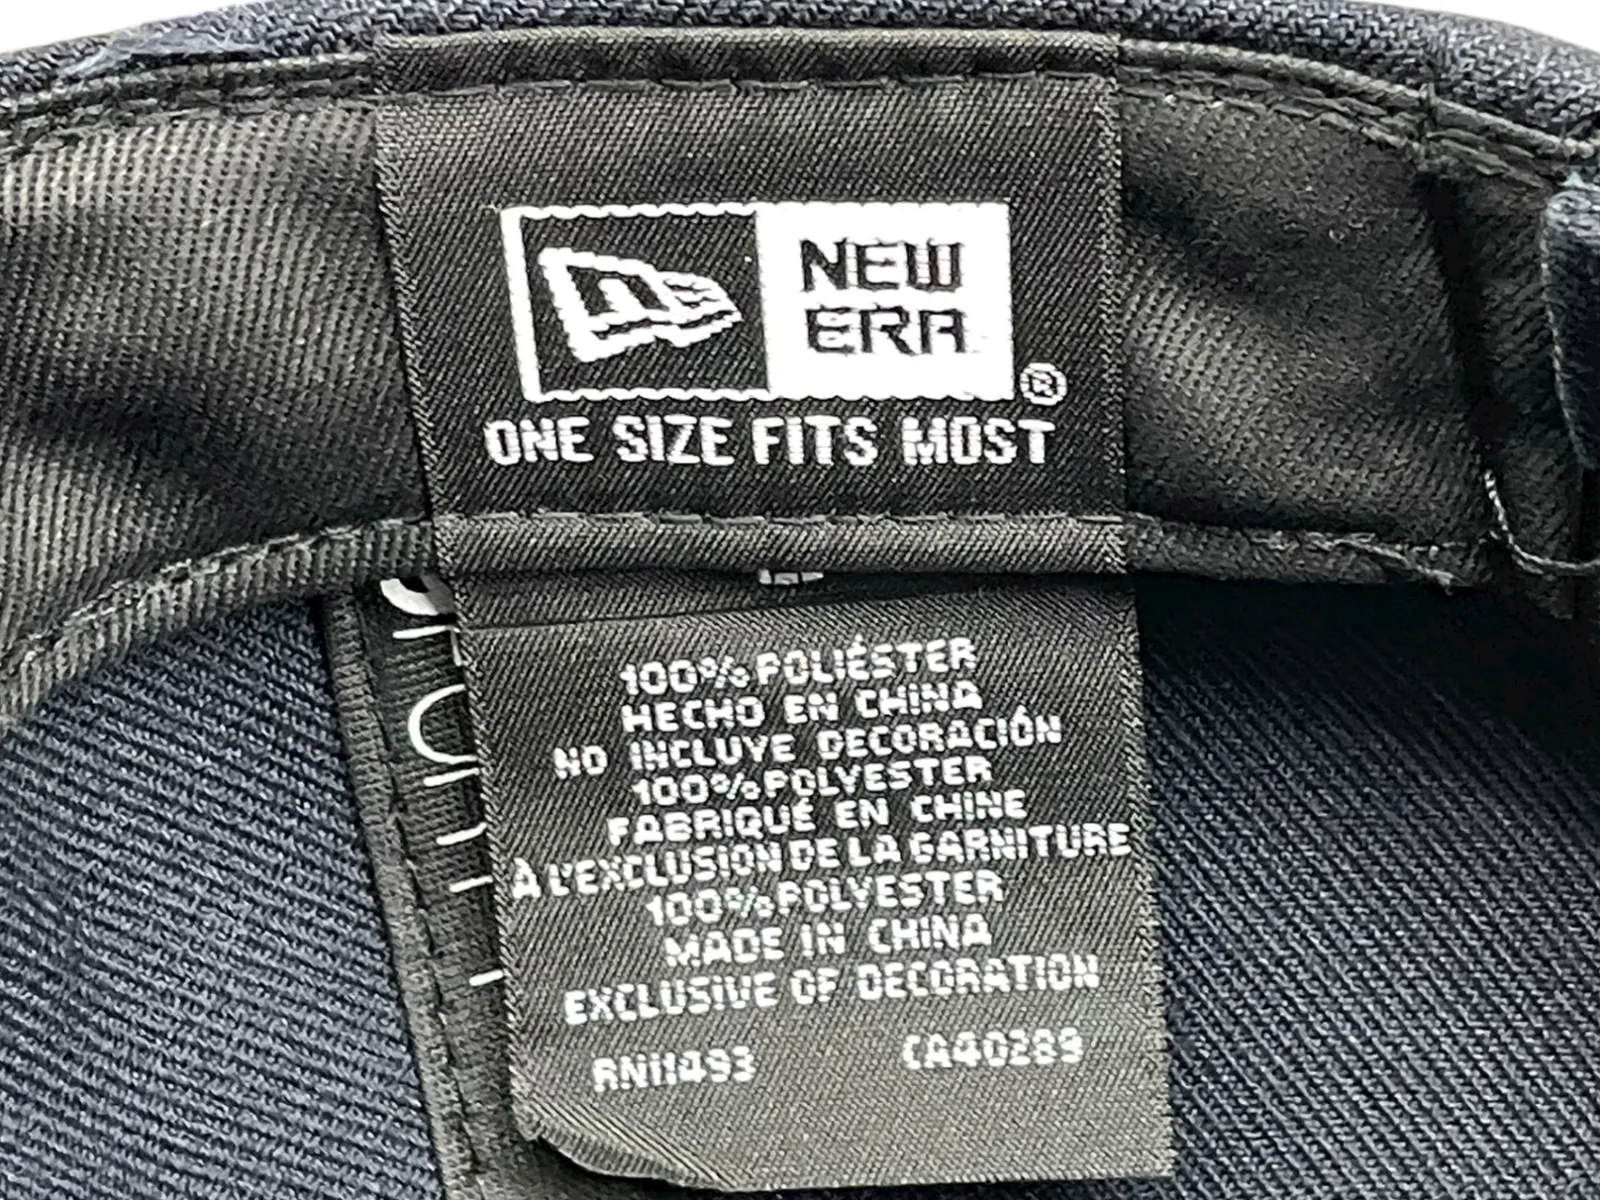 NEW
ERA
®
ONE SIZE FITS MOST
100% POLIÉSTER
HECHO EN CHINA
NO INCLUYE DECORACIÓN
100% POLYESTER
FABRIQUÉ EN CHINE
À L'EXCLUSION DE LA GARNITURE
100% POLYESTER
MADE IN CHINA
EXCLUSIVE OF DECORATION
RN11493 CA40289